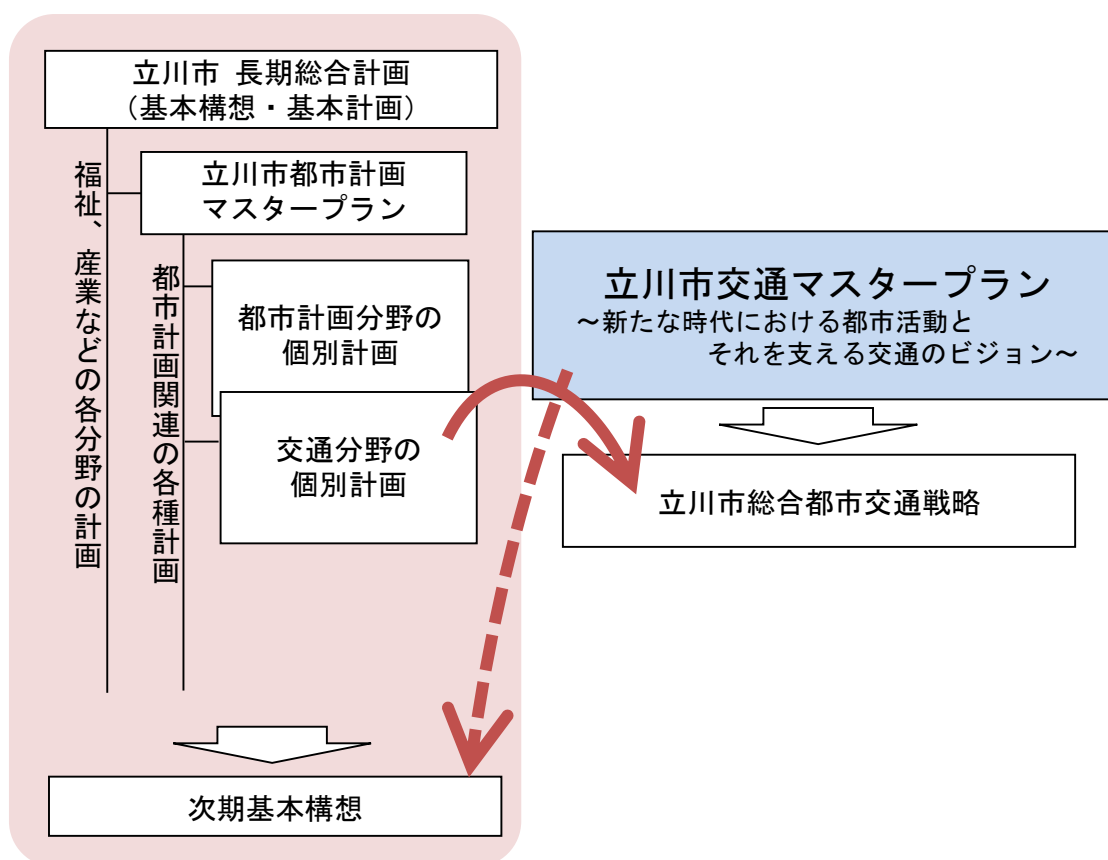 立川市 長期総合計画
（基本構想・基本計画）
福祉、産業などの各分野の計画
立川市都市計画
マスタープラン
都市計画関連の各種計画
都市計画分野の
個別計画
交通分野の
個別計画
次期基本構想
立川市交通マスタープラン
～新たな時代における都市活動と
それを支える交通のビジョン～
立川市総合都市交通戦略